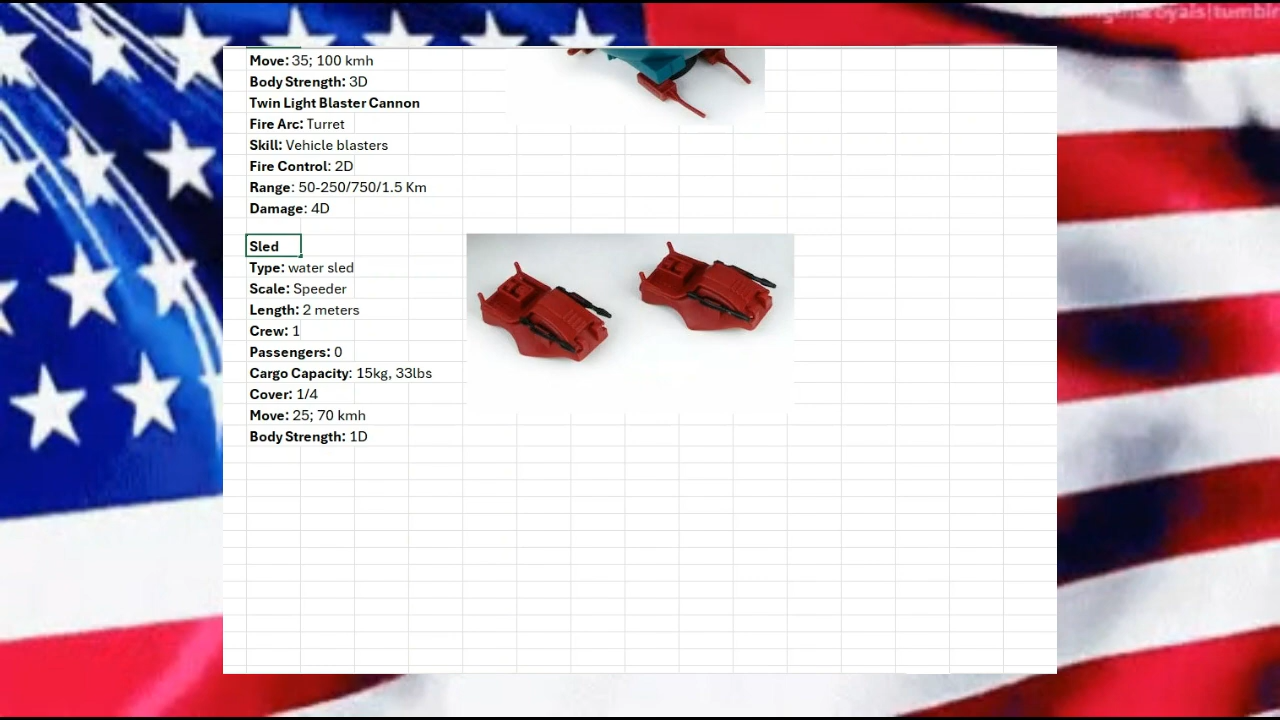 royals|tumblr
Move: 35; 100 kmh
Body Strength: 3D
Twin Light Blaster Cannon
Fire Arc: Turret
Skill: Vehicle blasters
Fire Control: 2D
Range: 50-250/750/1.5 Km
Damage: 4D
Sled
Type: water sled
Scale: Speeder
Length: 2 meters
Crew: 1
Passengers: 0
Cargo Capacity: 15kg, 33lbs
Cover: 1/4
Move: 25; 70 kmh
Body Strength: 1D